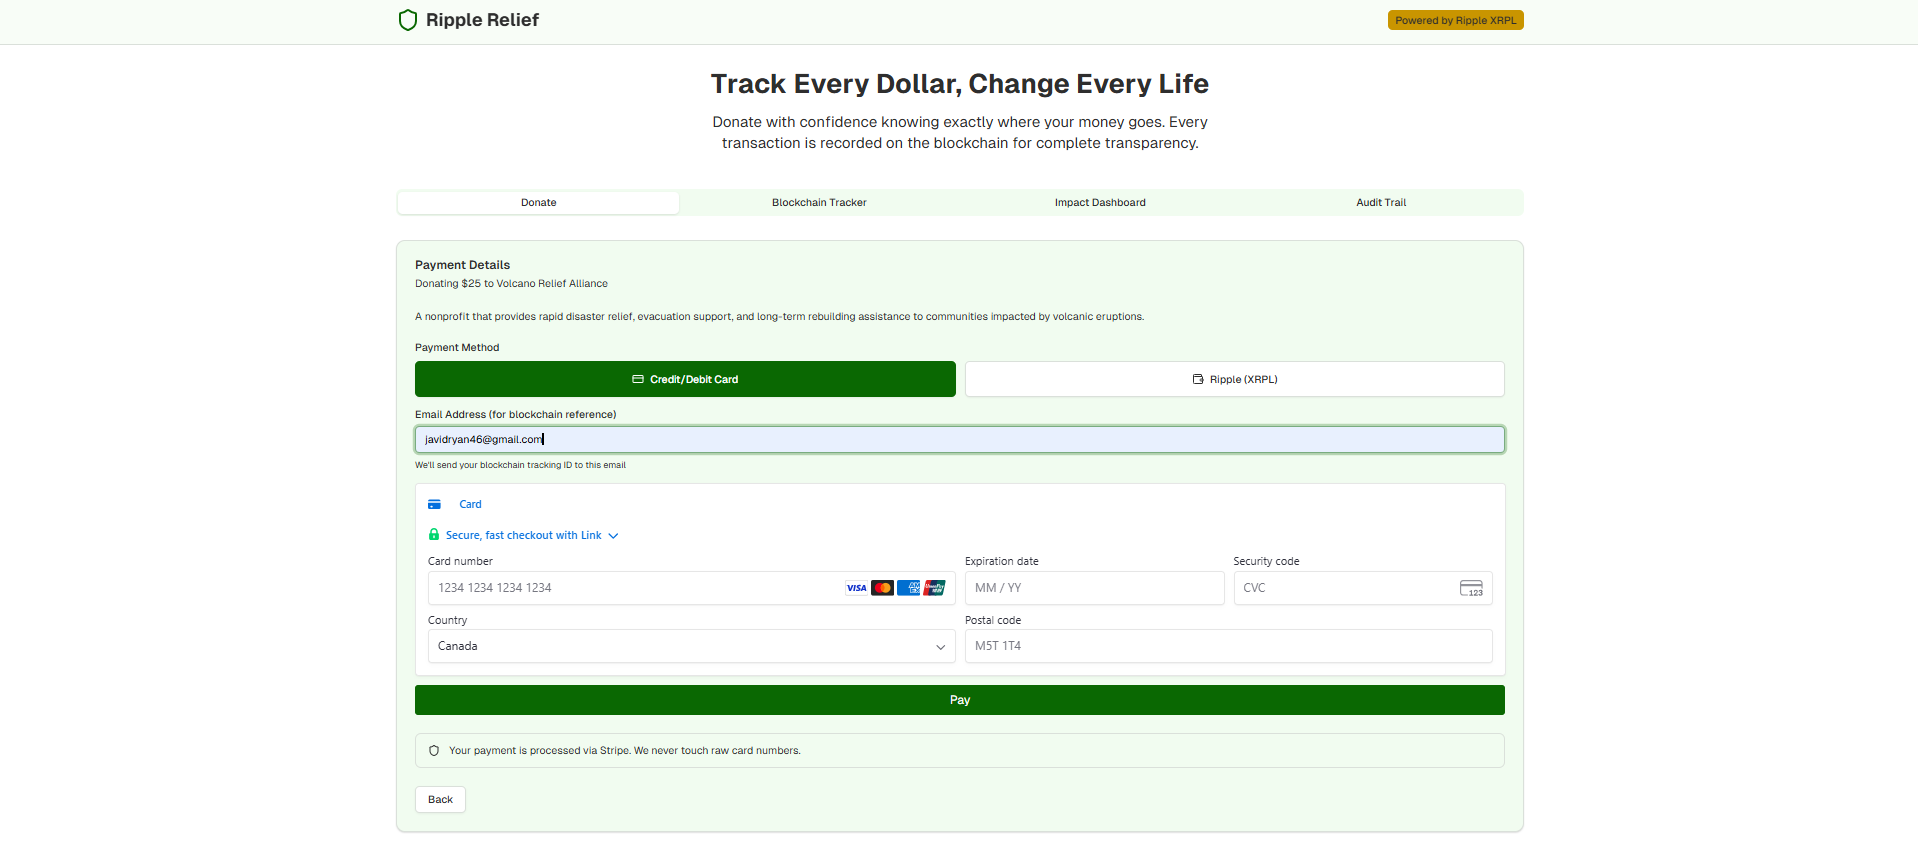 Ripple Relief
Powered by Ripple XRPL
Track Every Dollar, Change Every Life
Donate with confidence knowing exactly where your money goes. Every
transaction is recorded on the blockchain for complete transparency.
Donate
Blockchain Tracker
Impact Dashboard
Audit Trail
Payment Details
Donating $25 to Volcano Relief Alliance
A nonprofit that provides rapid disaster relief, evacuation support, and long-term rebuilding assistance to communities impacted by volcanic eruptions.
Payment Method
Credit/Debit Card
Ripple (XRPL)
Email Address (for blockchain reference)
javidryan46@gmail.com
We'll send your blockchain tracking ID to this email
Card
Secure, fast checkout with Link
Card number
Expiration date
Security code
1234 1234 1234 1234
VISA
AM EX
UnionPay
MM / YY
CVC
123
Country
Postal code
Canada
M5T 1T4
Pay
Your payment is processed via Stripe. We never touch raw card numbers.
Back